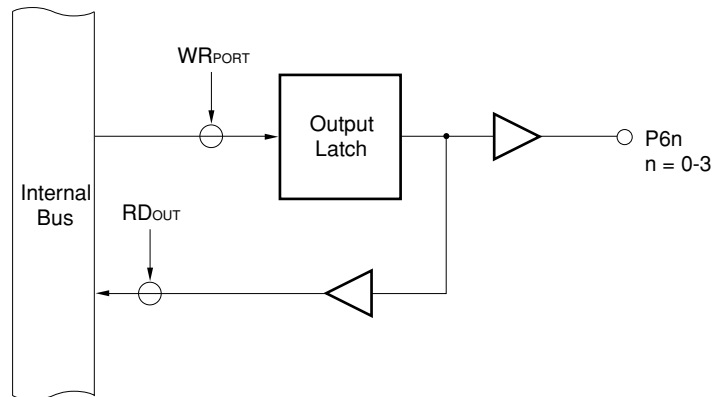 WRPORT
Output
Latch
P6n
n = 0-3
Internal
Bus
RDOUT